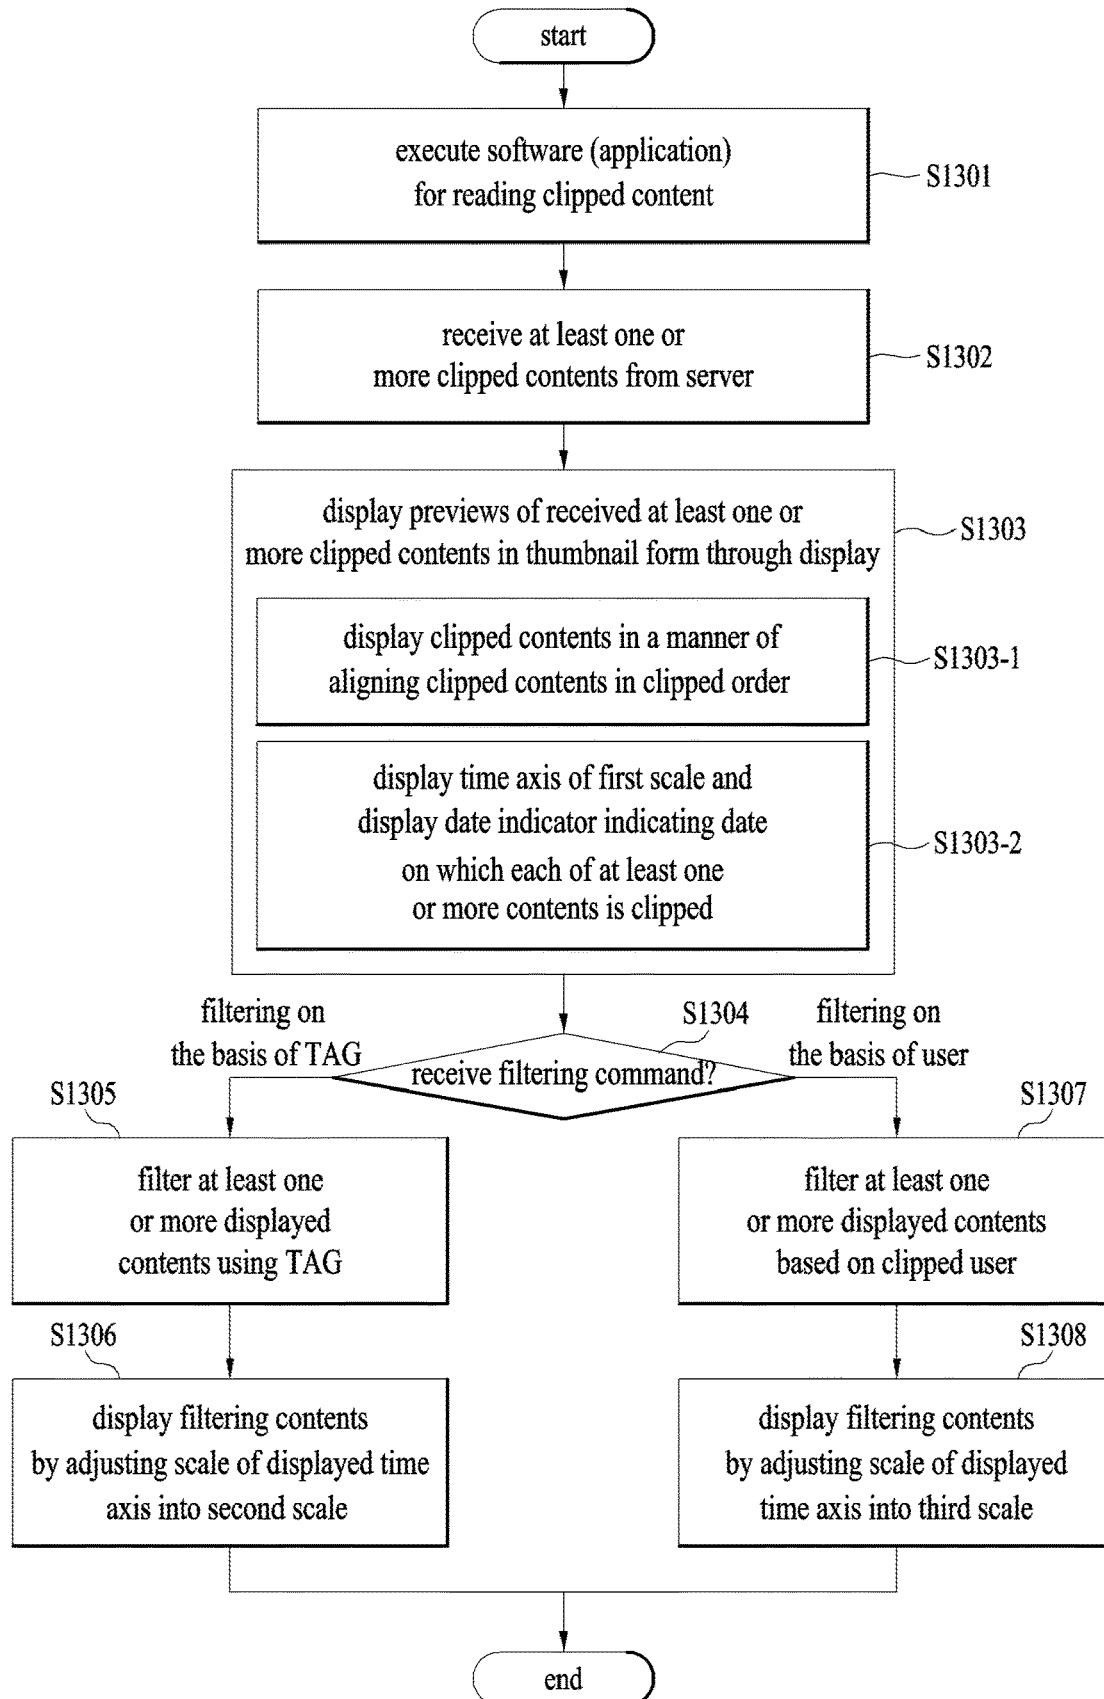 start
execute software (application)
for reading clipped content
S1301
receive at least one or
more clipped contents from server
S1302
display previews of received at least one or
more clipped contents in thumbnail form through display
S1303
display clipped contents in a manner of
aligning clipped contents in clipped order
S1303-1
display time axis of first scale and
display date indicator indicating date
on which each of at least one
or more contents is clipped
S1303-2
filtering on
the basis of TAG
S1304
receive filtering command?
filtering on
the basis of user
S1305
filter at least one
or more displayed
contents using TAG
S1307
filter at least one
or more displayed contents
based on clipped user
S1306
display filtering contents
by adjusting scale of displayed time
axis into second scale
S1308
display filtering contents
by adjusting scale of displayed
time axis into third scale
end